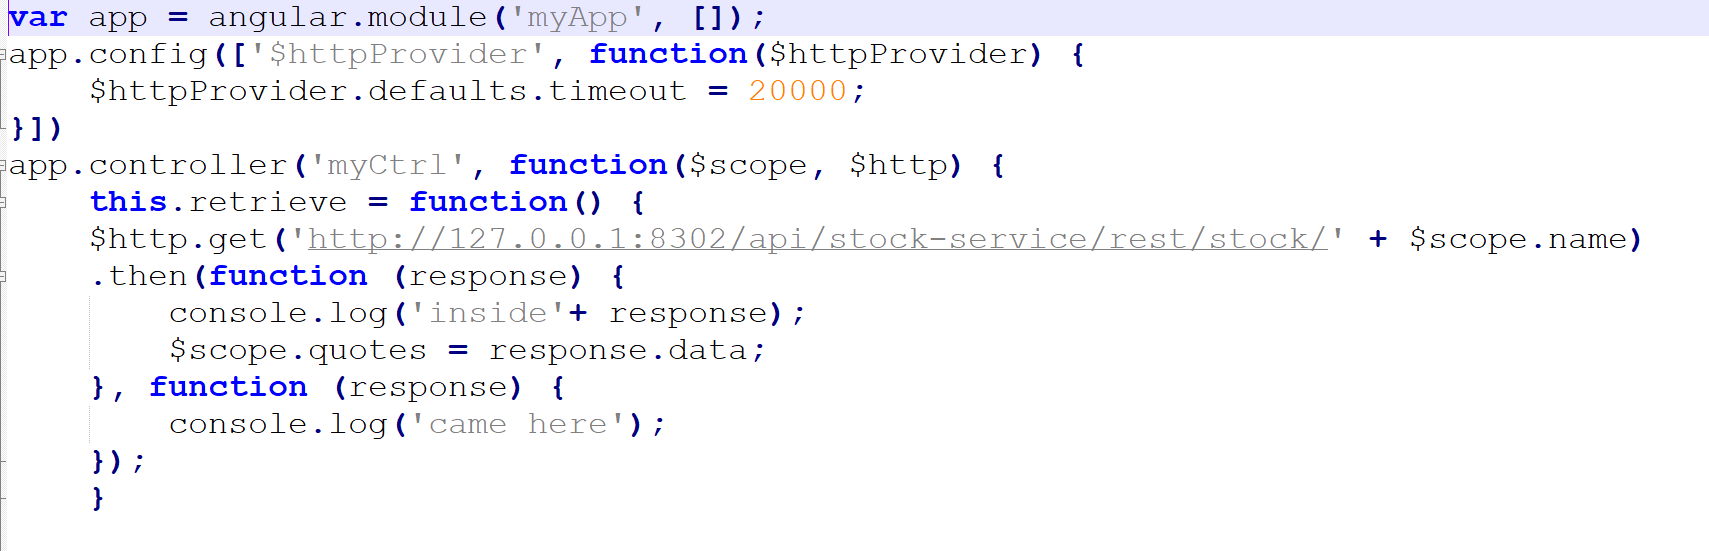 var app = angular.module('myApp', []);
app.config(['$httpProvider', function($httpProvider) {
    $httpProvider.defaults.timeout = 20000;
}])
app.controller('myCtrl', function($scope, $http) {
    this.retrieve = function() {
    $http.get('http://127.0.0.1:8302/api/stock-service/rest/stock/' + $scope.name)
    .then(function (response) {
        console.log('inside'+ response);
        $scope.quotes = response.data;
    }, function (response) {
        console.log('came here');
    });
    }